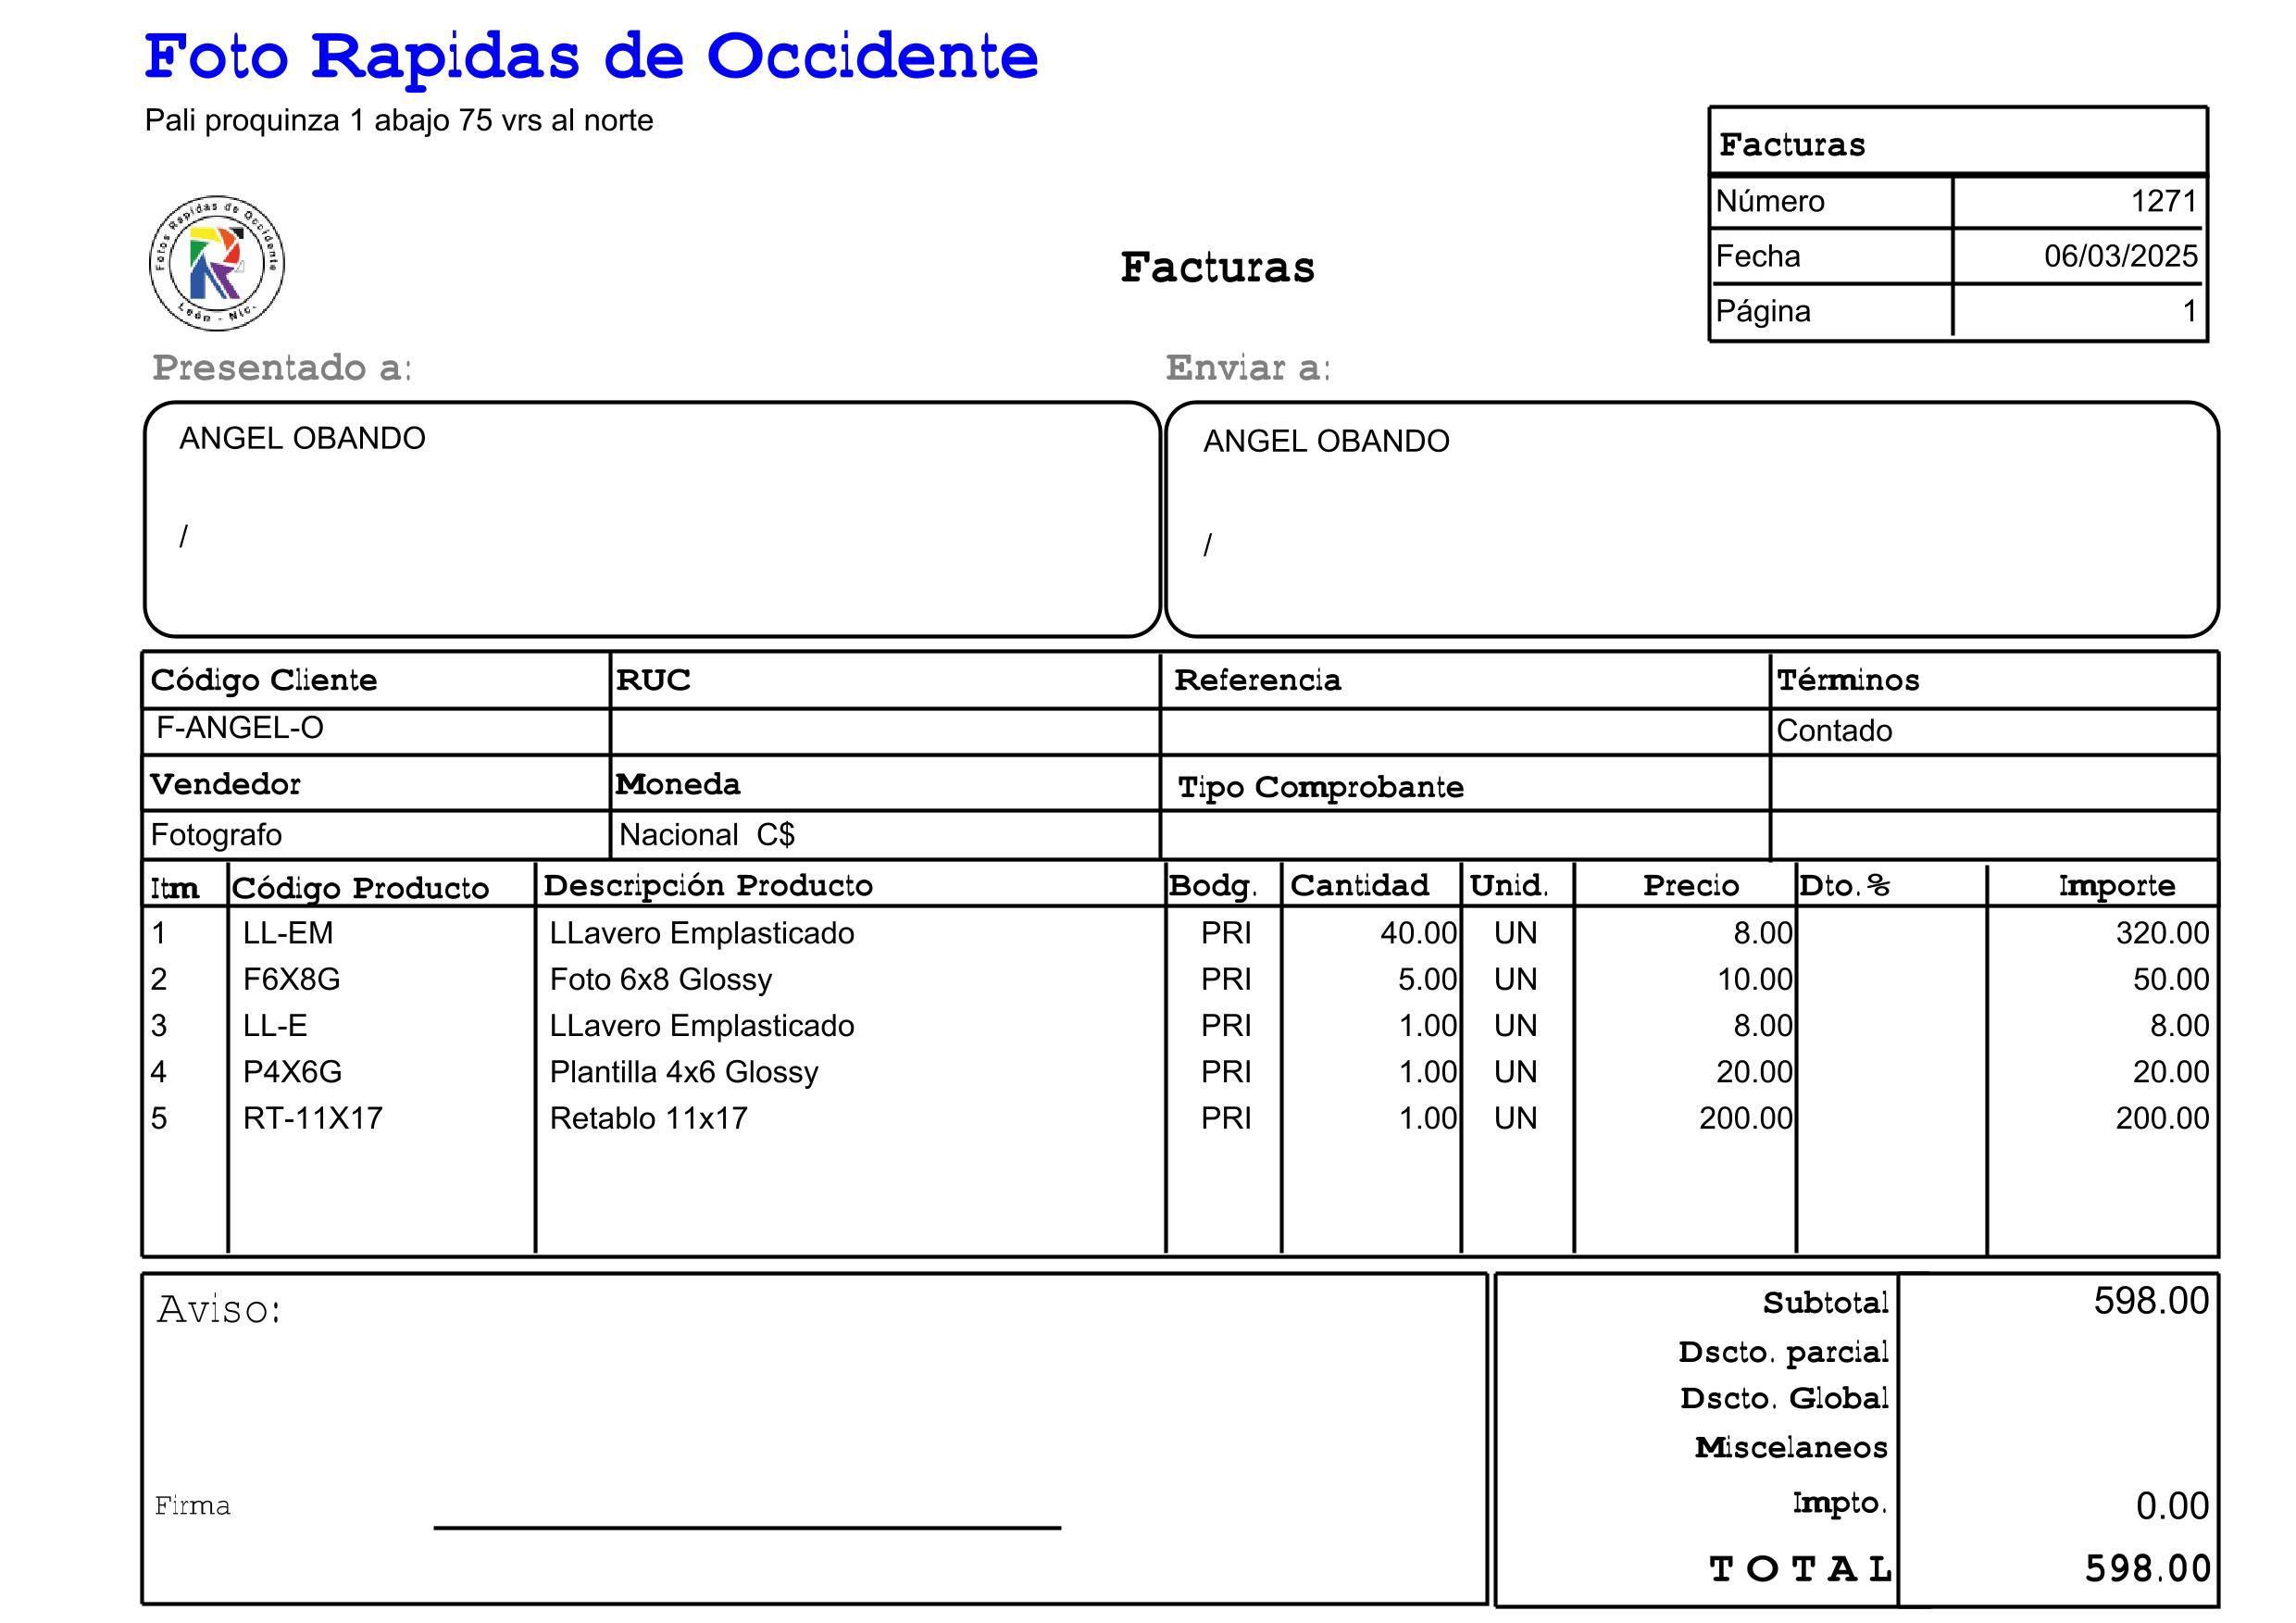 Foto Rapidas de Occidente
Pali proquinza 1 abajo 75 vrs al norte
Facturas
Número 1271
Fecha 06/03/2025
Página 1
Fotos Rapidas de Occidente
León - Nic.
Facturas
Presentado a: Enviar a:
ANGEL OBANDO ANGEL OBANDO
/ /
Código Cliente RUC Referencia Términos
F-ANGEL-O Contado
Vendedor Moneda Tipo Comprobante
Fotografo Nacional C$
Itm Código Producto Descripción Producto Bodg. Cantidad Unid. Precio Dto.% Importe
1 LL-EM LLavero Emplasticado PRI 40.00 UN 8.00 320.00
2 F6X8G Foto 6x8 Glossy PRI 5.00 UN 10.00 50.00
3 LL-E LLavero Emplasticado PRI 1.00 UN 8.00 8.00
4 P4X6G Plantilla 4x6 Glossy PRI 1.00 UN 20.00 20.00
5 RT-11X17 Retablo 11x17 PRI 1.00 UN 200.00 200.00
Aviso:
Subtotal 598.00
Dscto. parcial
Dscto. Global
Miscelaneos
Firma
Impto. 0.00
TOTAL 598.00